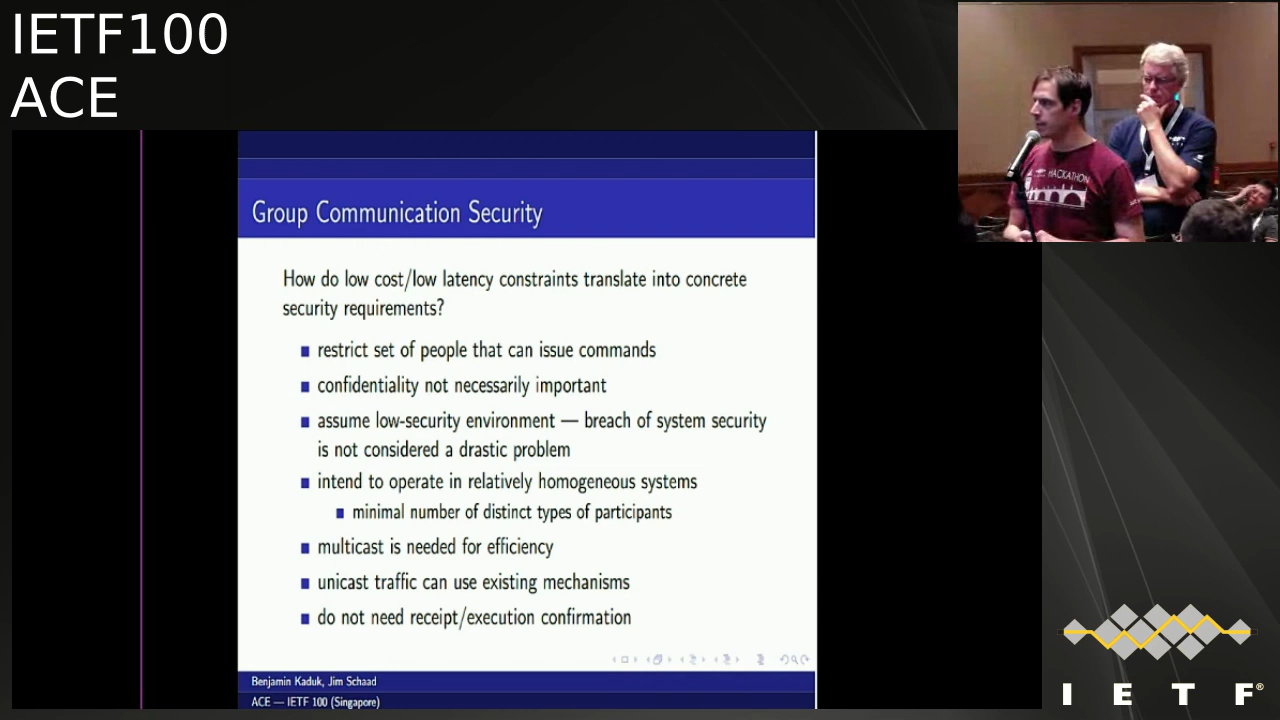 IETF100
ACE
HACKATHON
Group Communication Security
How do low cost/low latency constraints translate into concrete
security requirements?
restrict set of people that can issue commands
confidentiality not necessarily important
assume low-security environment — breach of system security
is not considered a drastic problem
intend to operate in relatively homogeneous systems
minimal number of distinct types of participants
multicast is needed for efficiency
unicast traffic can use existing mechanisms
do not need receipt/execution confirmation
Benjamin Kaduk, Jim Schaad
ACE — IETF 100 (Singapore)
I E T F®